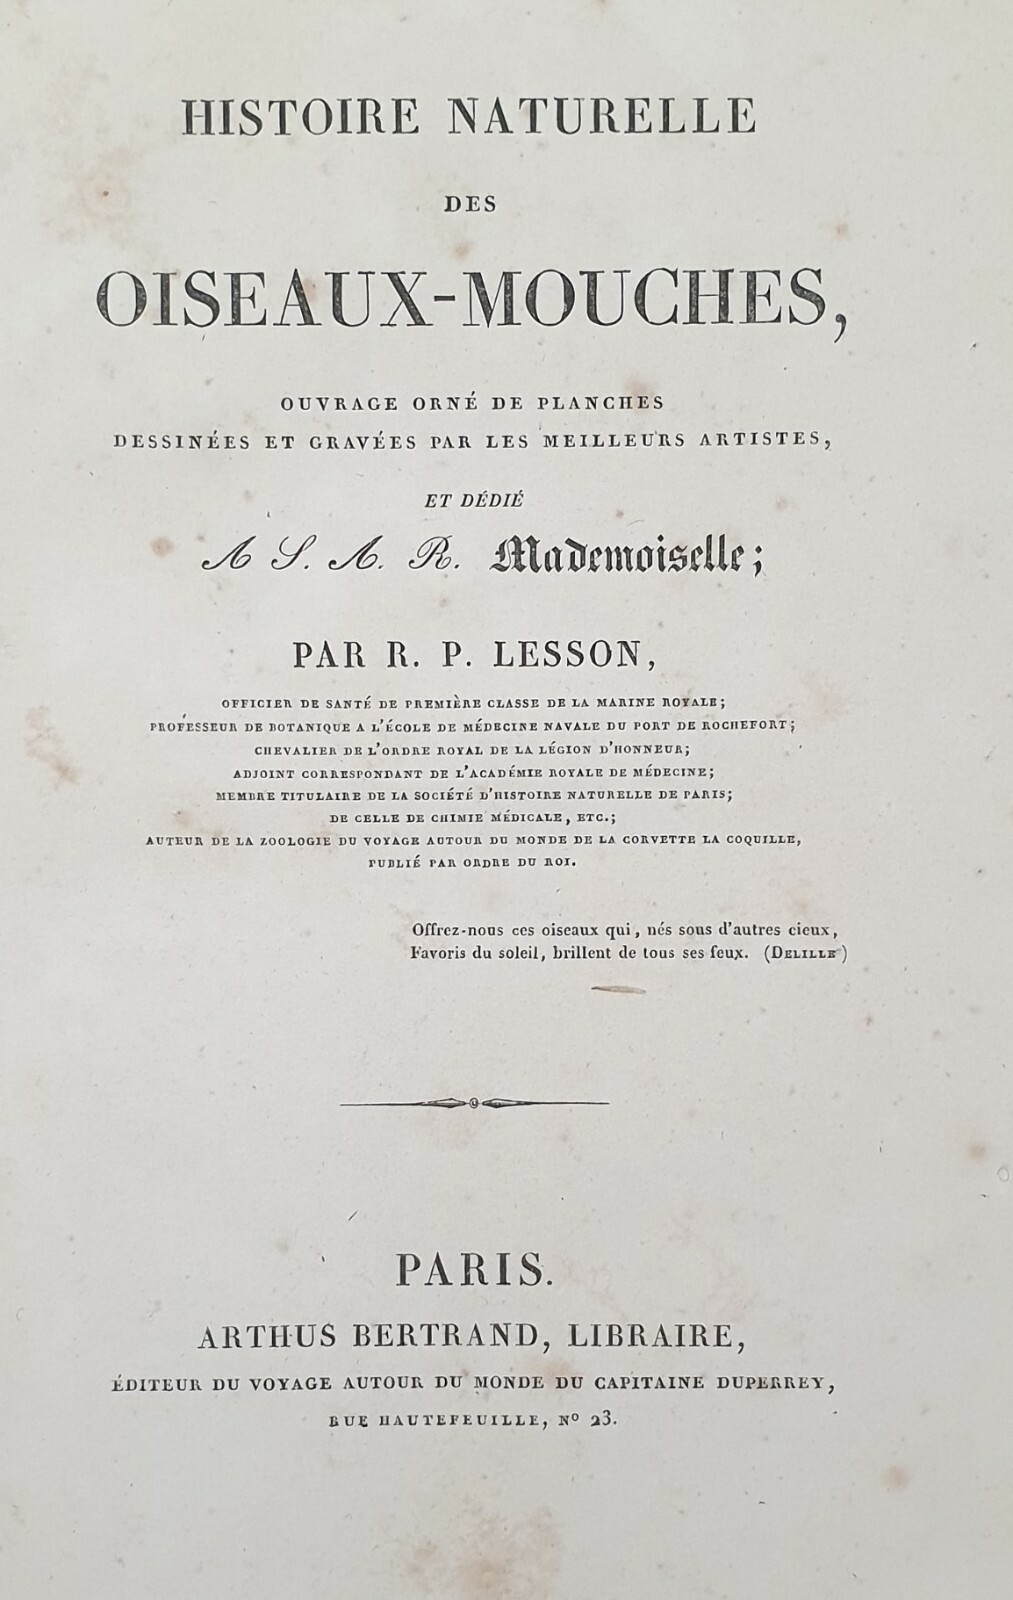 HISTOIRE NATURELLE
DES
OISEAUX-MOUCHES,
OUVRAGE ORNÉ DE PLANCHES
DESSINÉES ET GRAVÉES PAR LES MEILLEURS ARTISTES,
ET DÉDIÉ
A S. A. R. Mademoiselle;
PAR R. P. LESSON,
OFFICIER DE SANTÉ DE PREMIÈRE CLASSE DE LA MARINE ROYALE;
PROFESSEUR DE BOTANIQUE A L'ÉCOLE DE MÉDECINE NAVALE DU PORT DE ROCHEFORT;
CHEVALIER DE L'ORDRE ROYAL DE LA LÉGION D'HONNEUR;
ADJOINT CORRESPONDANT DE L'ACADÉMIE ROYALE DE MÉDECINE;
MEMBRE TITULAIRE DE LA SOCIÉTÉ D'HISTOIRE NATURELLE DE PARIS;
DE CELLE DE CHIMIE MÉDICALE, ETC.;
AUTEUR DE LA ZOOLOGIE DU VOYAGE AUTOUR DU MONDE DE LA CORVETTE LA COQUILLE,
PUBLIÉ PAR ORDRE DU ROI.
Offrez-nous ces oiseaux qui, nés sous d'autres cieux,
Favoris du soleil, brillent de tous ses feux. (DELILLE)
PARIS.
ARTHUS BERTRAND, LIBRAIRE,
ÉDITEUR DU VOYAGE AUTOUR DU MONDE DU CAPITAINE DUPERREY,
RUE HAUTEFEUILLE, Nº 23.